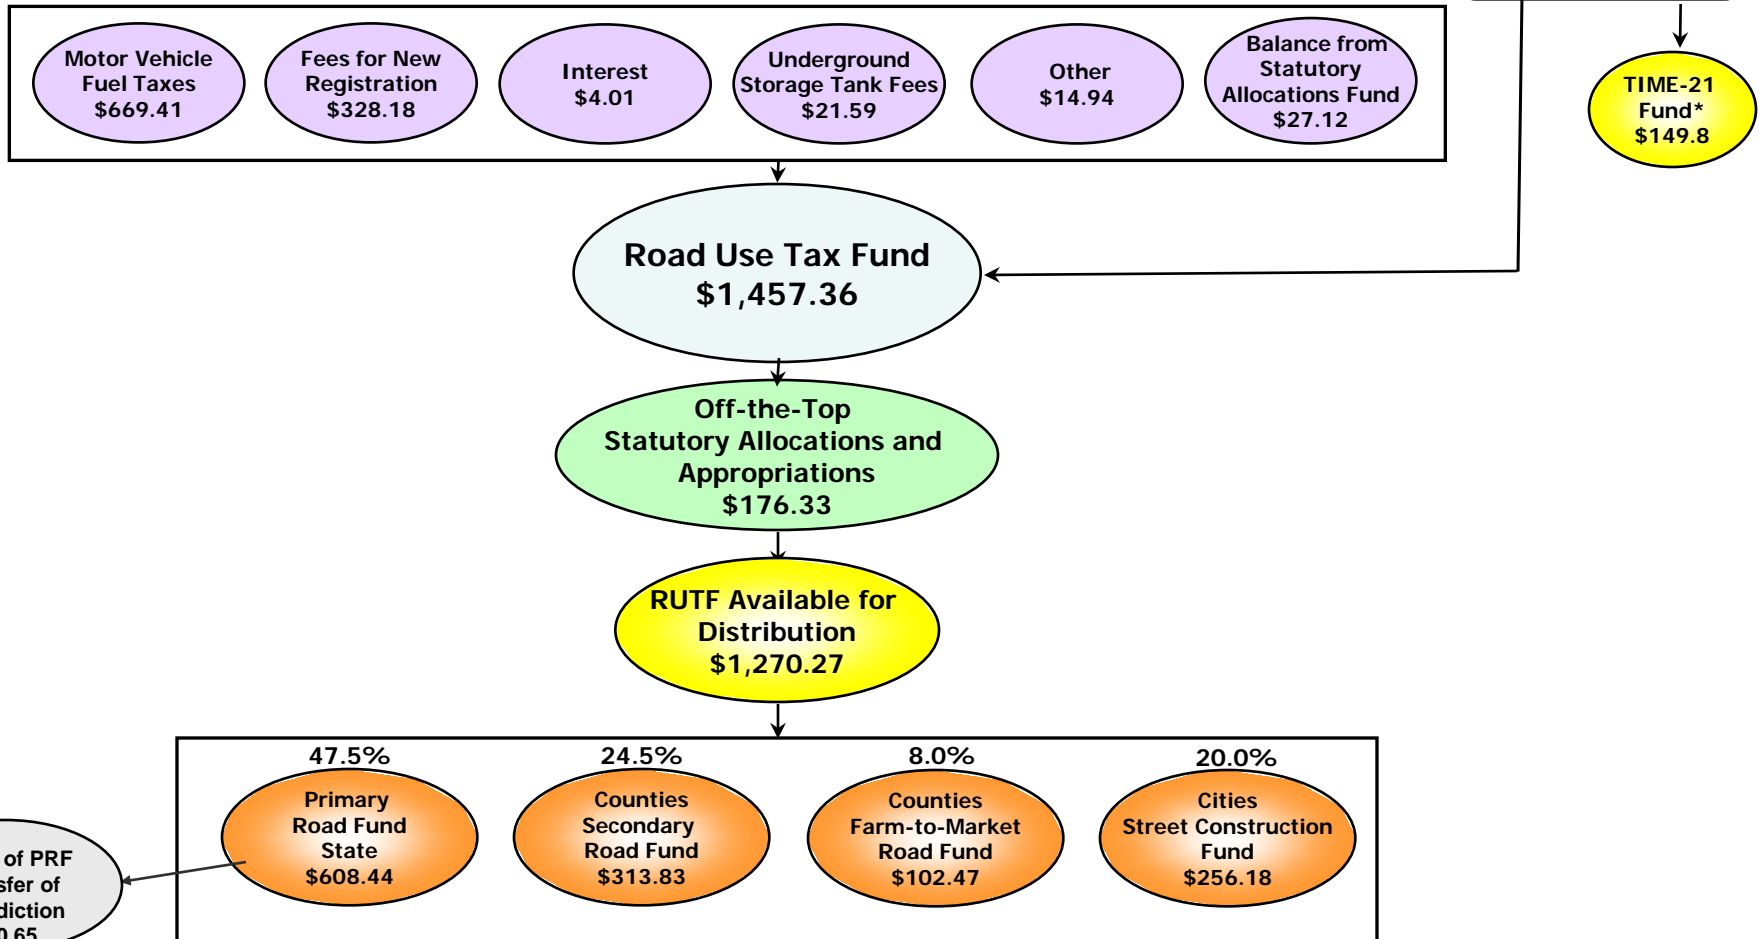 Motor Vehicle
Fuel Taxes
$669.41
Fees for New
Registration
$328.18
Interest
$4.01
Underground
Storage Tank Fees
$21.59
Other
$14.94
Balance from
Statutory
Allocations Fund
$27.12
TIME-21
Fund*
$149.8
Road Use Tax Fund
$1,457.36
Off-the-Top
Statutory Allocations and
Appropriations
$176.33
RUTF Available for
Distribution
$1,270.27
47.5%
Primary
Road Fund
State
$608.44
24.5%
Counties
Secondary
Road Fund
$313.83
8.0%
Counties
Farm-to-Market
Road Fund
$102.47
20.0%
Cities
Street Construction
Fund
$256.18
of PRF
sfer of
diction
0.65